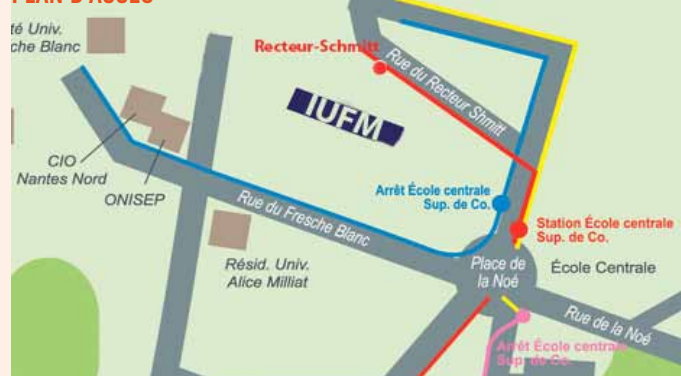 PLAN D'ACCÈS
té Univ.
che Blanc
Recteur-Schmitt
Rue du Recteur Shmitt
IUFM
CIO
Nantes Nord
ONISEP
Arrêt École centrale
Sup. de Co.
Rue du Fresche Blanc
Station École centrale
Sup. de Co.
Résid. Univ.
Alice Milliat
Place de
la Noé
École Centrale
Rue de la Noé
Arrêt École centrale
Sup. de Co.